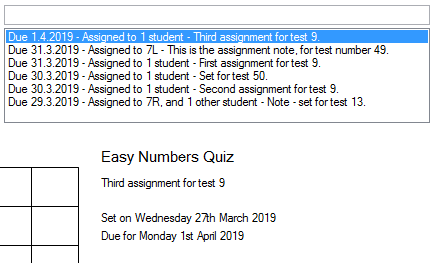 Due 1.4.2019 - Assigned to 1 student - Third assignment for test 9.
Due 31.3.2019 - Assigned to 7L - This is the assignment note, for test number 49.
Due 31.3.2019 - Assigned to 1 student - First assignment for test 9.
Due 30.3.2019 - Assigned to 1 student - Set for test 50.
Due 30.3.2019 - Assigned to 1 student - Second assignment for test 9.
Due 29.3.2019 - Assigned to 7R, and 1 other student - Note - set for test 13.
Easy Numbers Quiz
Third assignment for test 9
Set on Wednesday 27th March 2019
Due for Monday 1st April 2019